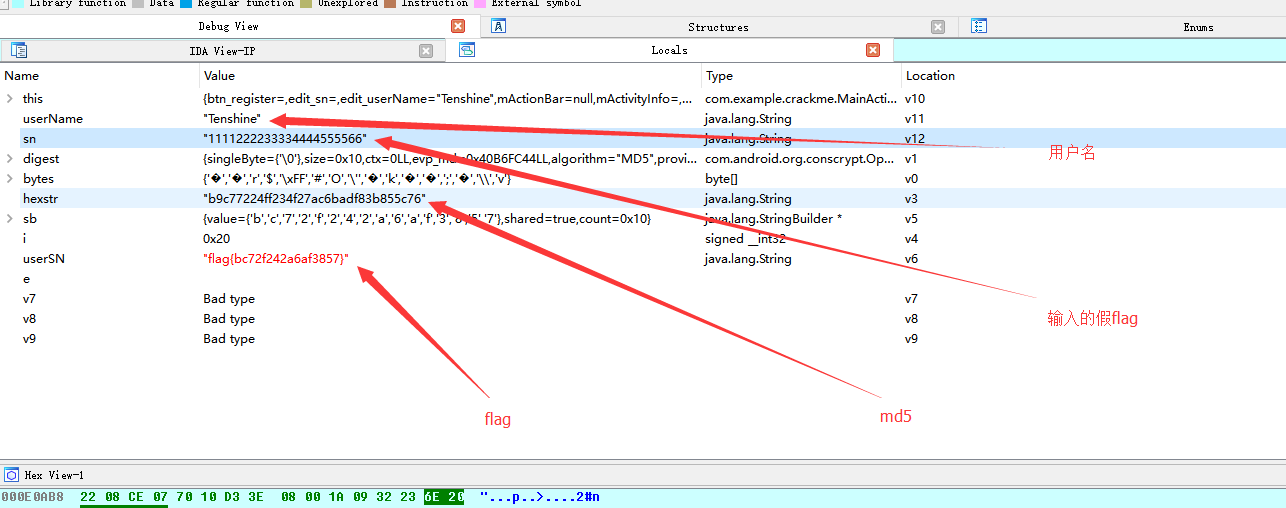 Library function Data Regular function Unexplored Instruction External symbol
Debug View Structures Enums
IDA View-IP Locals
Name Value Type Location
this {btn_register=,edit_sn=,edit_userName="Tenshine",mActionBar=null,mActivityInfo=,... com.example.crackme.MainActi... v10
userName "Tenshine" java.lang.String v11
sn "1111222233334444555566" java.lang.String v12
用户名
digest {singleByte={'\0'},size=0x10,ctx=0LL,evp_md=0x40B6FC44LL,algorithm="MD5",provi... com.android.org.conscrypt.Op... v1
bytes {'�','�','r','$','\xFF','#','O','\'','�','k','�','�',';','�','\\','v'} byte[] v0
hexstr "b9c77224ff234f27ac6badf83b855c76" java.lang.String v3
sb {value={'b','c','7','2','f','2','4','2','a','6','a','f','3','8','5','7'},shared=true,count=0x10} java.lang.StringBuilder * v5
i 0x20 signed __int32 v4
userSN "flag{bc72f242a6af3857}" java.lang.String v6
e
v7 Bad type v7
v8 Bad type v8
v9 Bad type v9
输入的假flag
flag
md5
Hex View-1
000E0AB8 22 08 CE 07 70 10 D3 3E 08 00 1A 09 32 23 6E 20 "...p..>....2#n